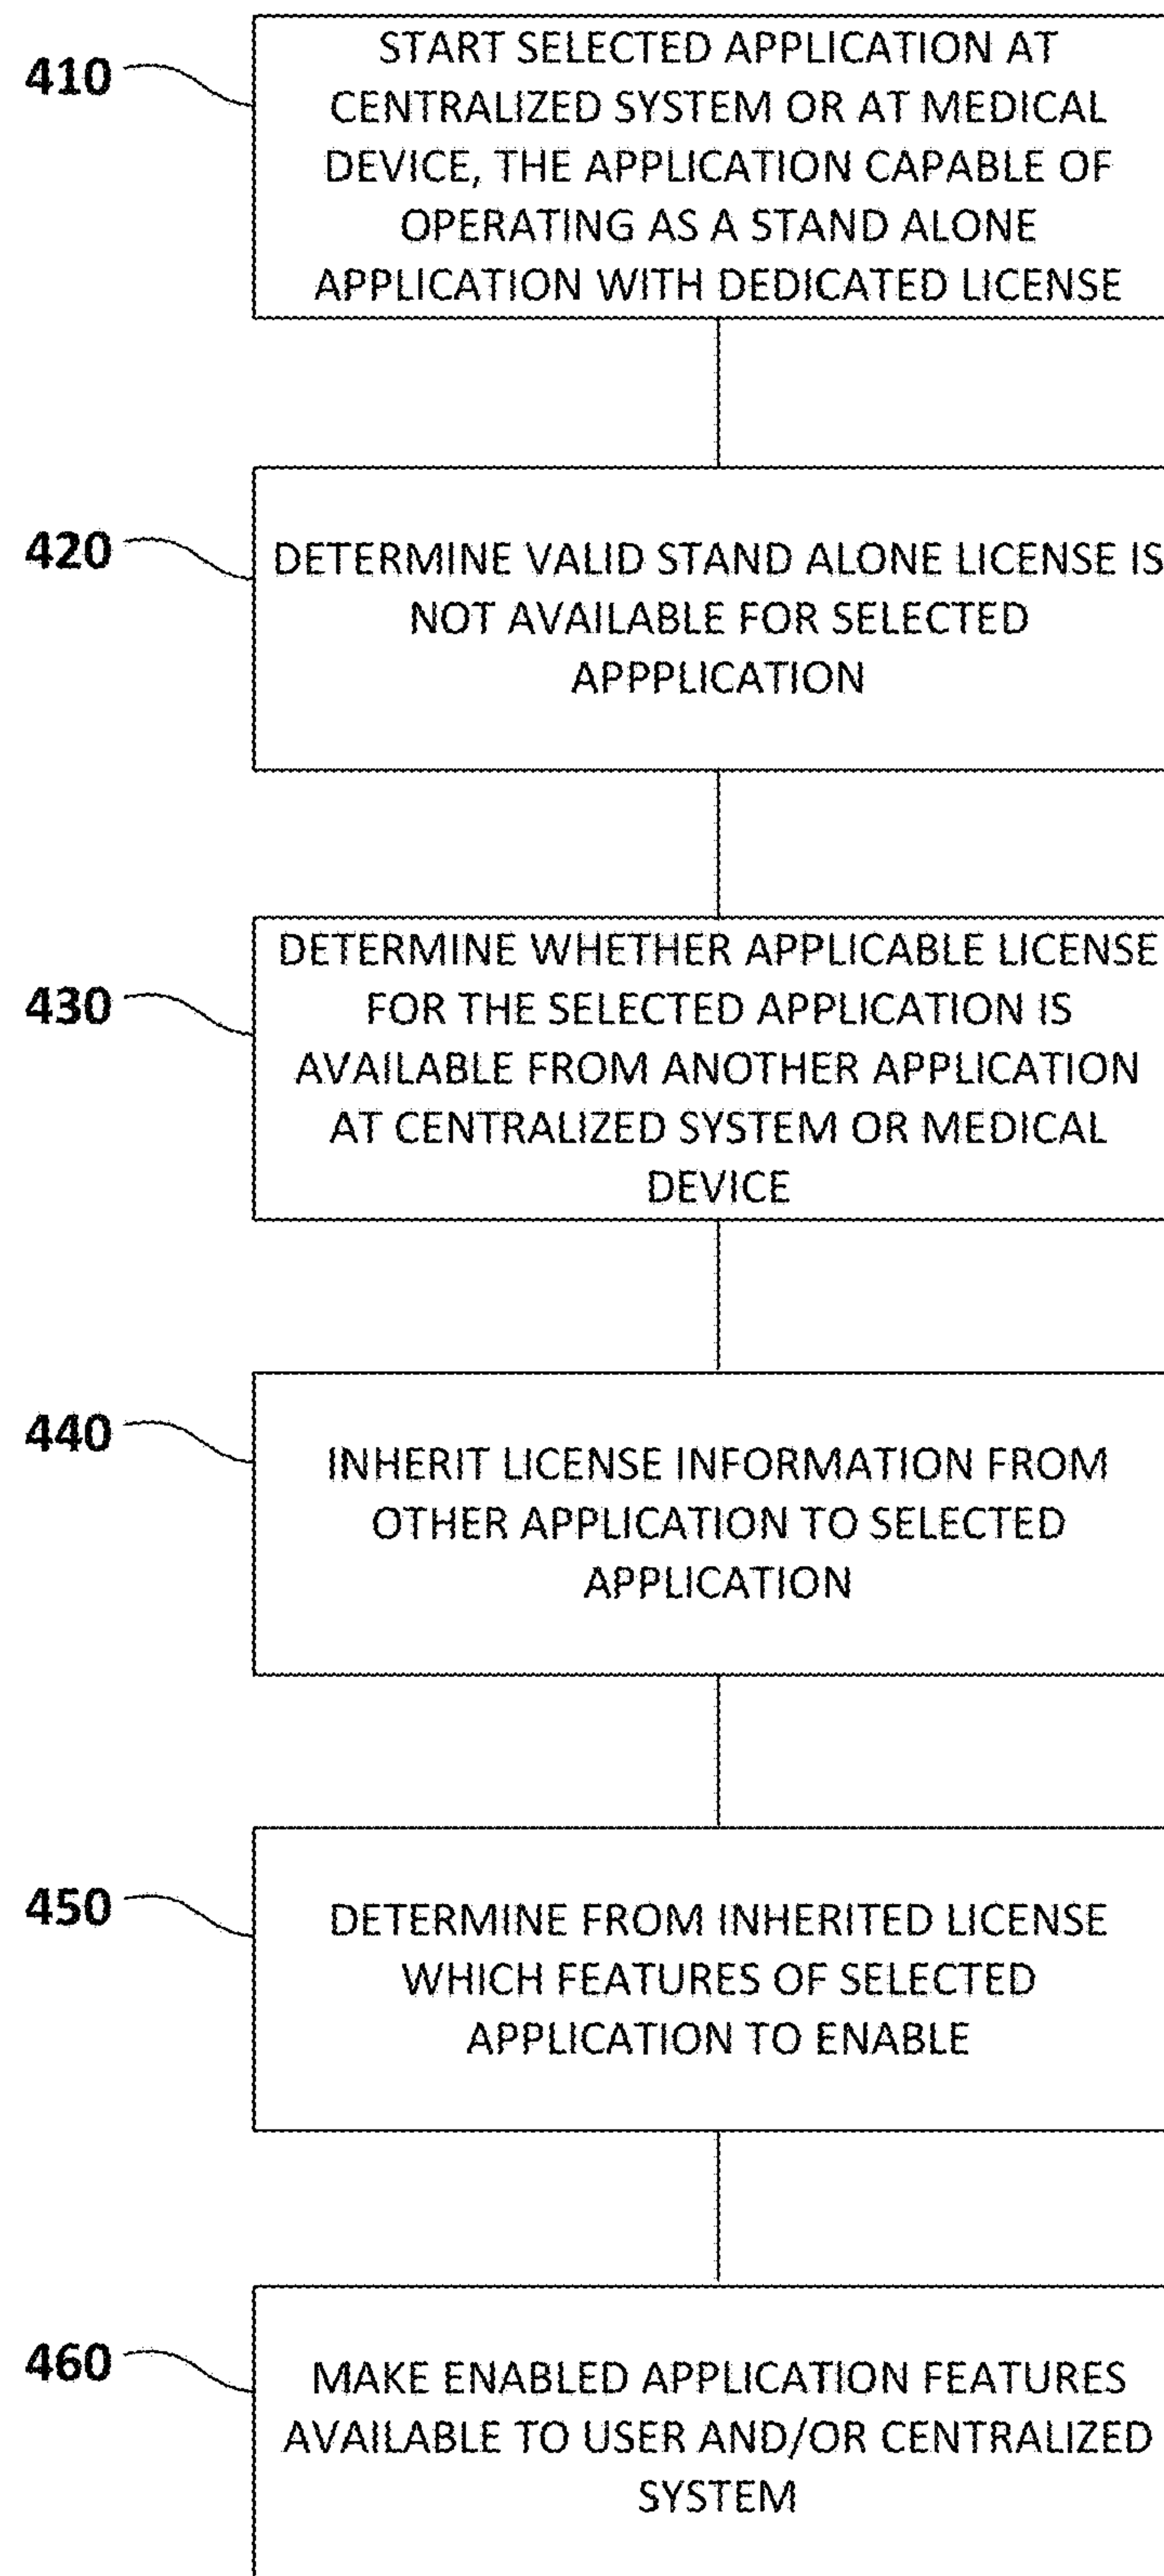 410
START SELECTED APPLICATION AT
CENTRALIZED SYSTEM OR AT MEDICAL
DEVICE, THE APPLICATION CAPABLE OF
OPERATING AS A STAND ALONE
APPLICATION WITH DEDICATED LICENSE
420
DETERMINE VALID STAND ALONE LICENSE IS
NOT AVAILABLE FOR SELECTED
APPPLICATION
430
DETERMINE WHETHER APPLICABLE LICENSE
FOR THE SELECTED APPLICATION IS
AVAILABLE FROM ANOTHER APPLICATION
AT CENTRALIZED SYSTEM OR MEDICAL
DEVICE
440
INHERIT LICENSE INFORMATION FROM
OTHER APPLICATION TO SELECTED
APPLICATION
450
DETERMINE FROM INHERITED LICENSE
WHICH FEATURES OF SELECTED
APPLICATION TO ENABLE
460
MAKE ENABLED APPLICATION FEATURES
AVAILABLE TO USER AND/OR CENTRALIZED
SYSTEM